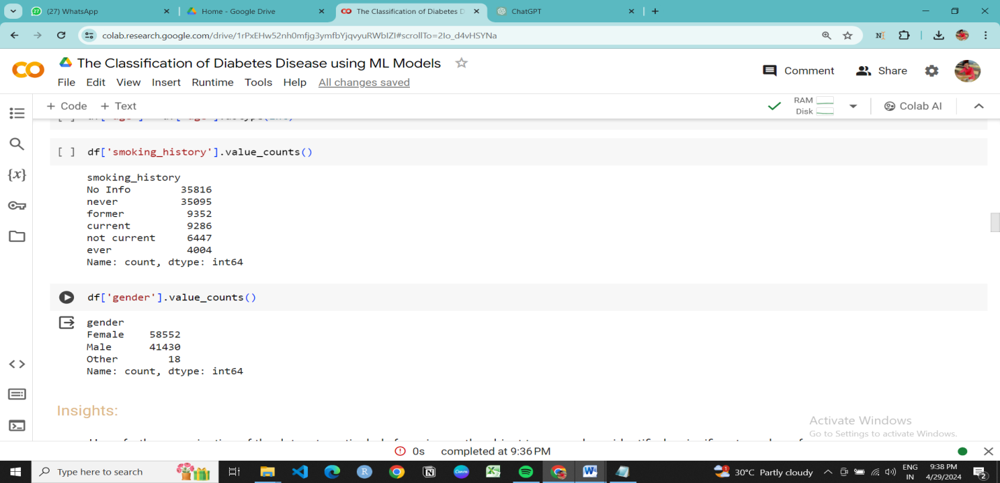 (27) WhatsApp
Home - Google Drive
The Classification of Diabetes D
ChatGPT
colab.research.google.com/drive/1rPxEHw52nh0mfjg3ymfbYjqvyuRWbIZI#scrollTo=2Io_d4vHSYNa
The Classification of Diabetes Disease using ML Models
Comment
Share
File Edit View Insert Runtime Tools Help All changes saved
+ Code + Text
RAM
Disk
Colab AI
[ ] df['smoking_history'].value_counts()
smoking_history
No Info 35816
never 35095
former 9352
current 9286
not current 6447
ever 4004
Name: count, dtype: int64
df['gender'].value_counts()
gender
Female 58552
Male 41430
Other 18
Name: count, dtype: int64
Insights:
Activate Windows
Go to Settings to activate Windows.
0s completed at 9:36 PM
Type here to search
30°C Partly cloudy
ENG
IN
9:38 PM
4/29/2024
2